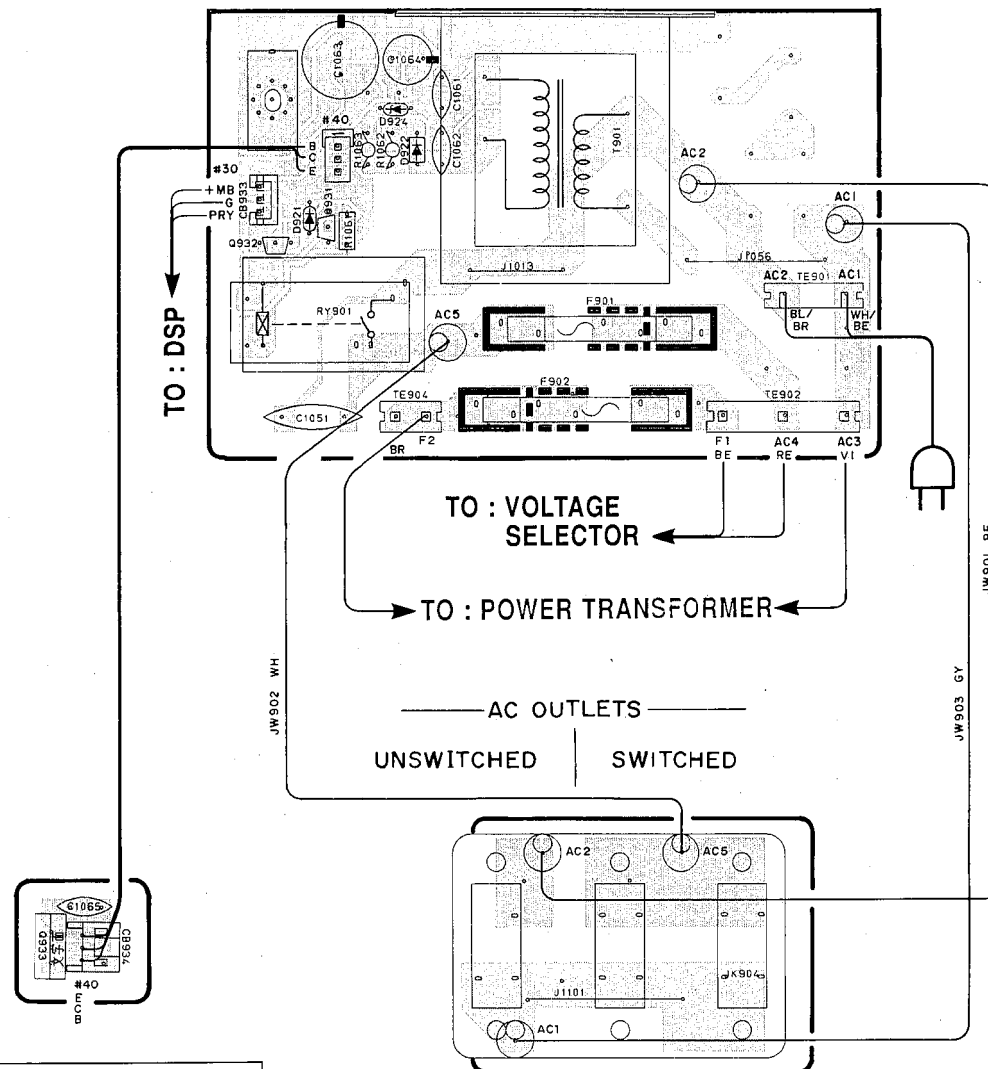 C1063
C1064
C1061
D924
#40
R1063
R1062
D922
C1062
T901
B
C
E
#30
CB933
+MB
G
PRY
D921
Q931
Q932
AC2
AC1
J1013
J1056
AC2 TE901 AC1
BL/
BR
WH/
BE
RY901
AC5
F901
TO : DSP
F902
C1051
TE904
F2
BR
TE902
F1
BE
AC4
RE
AC3
VI
TO : VOLTAGE
SELECTOR
TO : POWER TRANSFORMER
JW902 WH
JW903 GY
AC OUTLETS
UNSWITCHED
SWITCHED
AC2
AC5
JK904
J1101
AC1
C1065
Q933
CB934
#40
E
C
B